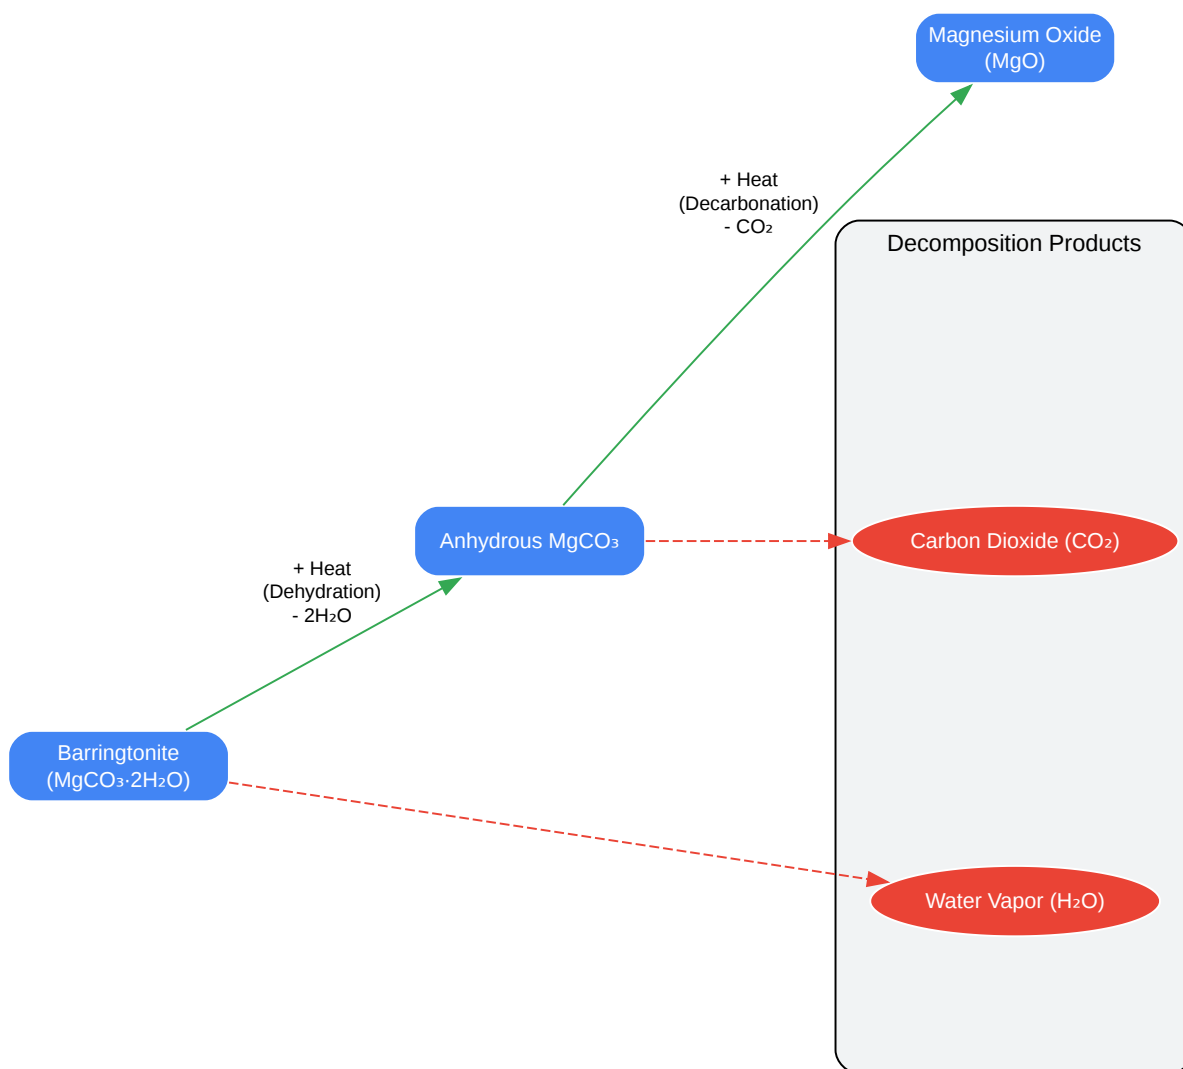 Magnesium Oxide
(MgO)
+ Heat
(Decarbonation)
- CO₂
Decomposition Products
Anhydrous MgCO₃
Carbon Dioxide (CO₂)
+ Heat
(Dehydration)
- 2H₂O
Barringtonite
(MgCO₃·2H₂O)
Water Vapor (H₂O)